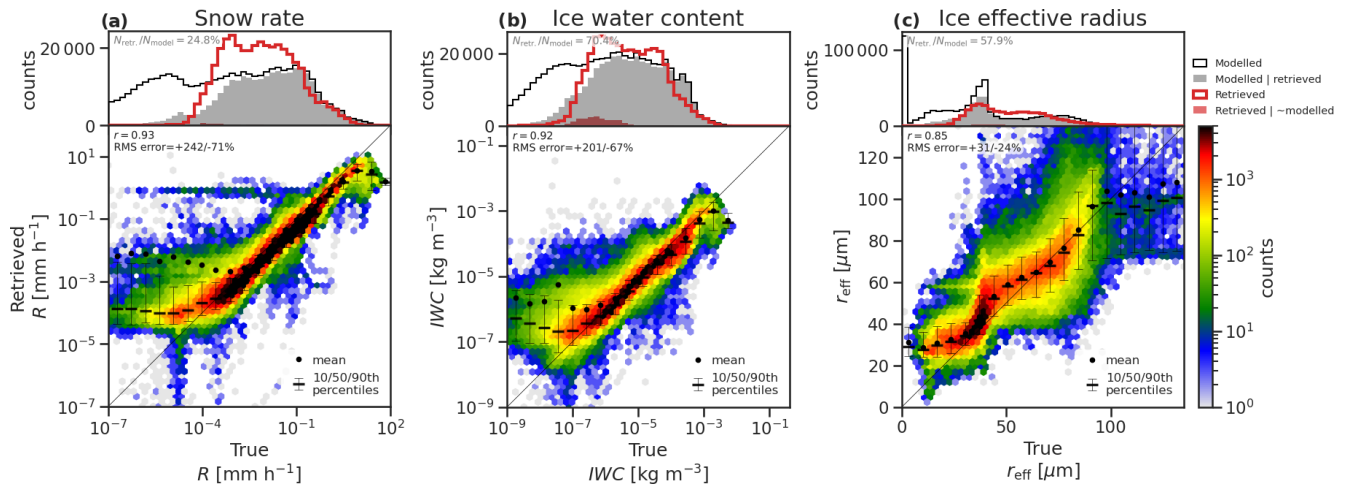 (a) Snow rate
N_retr./N_model = 24.8%
20 000
counts
0
r = 0.93
RMS error=+242/-71%
10^1
10^-1
10^-3
10^-5
10^-7
Retrieved
R [mm h^-1]
mean
10/50/90th
percentiles
10^-7 10^-4 10^-1 10^2
True
R [mm h^-1]
(b) Ice water content
N_retr./N_model = 70.4%
20 000
counts
0
r = 0.92
RMS error=+201/-67%
10^-1
10^-3
10^-5
10^-7
10^-9
IWC [kg m^-3]
mean
10/50/90th
percentiles
10^-9 10^-7 10^-5 10^-3 10^-1
True
IWC [kg m^-3]
(c) Ice effective radius
N_retr./N_model = 57.9%
100 000
counts
0
r = 0.85
RMS error=+31/-24%
120
100
80
60
40
20
0
r_eff [μm]
mean
10/50/90th
percentiles
0 50 100
True
r_eff [μm]
Modelled
Modelled | retrieved
Retrieved
Retrieved | ~modelled
10^3
10^2
10^1
10^0
counts